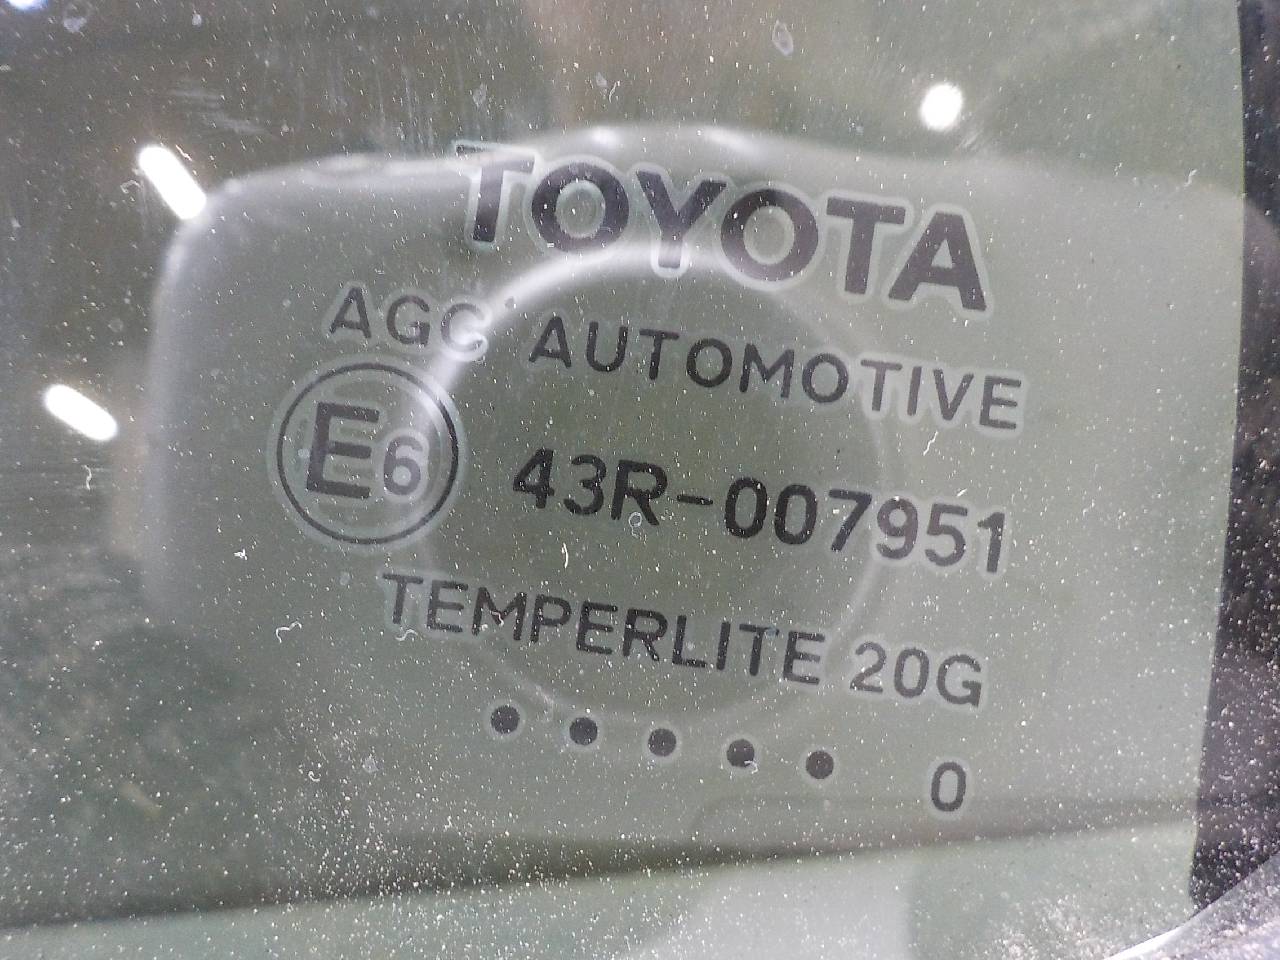 TOYOTA
AGC AUTOMOTIVE
E6 43R-007951
TEMPERLITE 20G
• • • • • 0